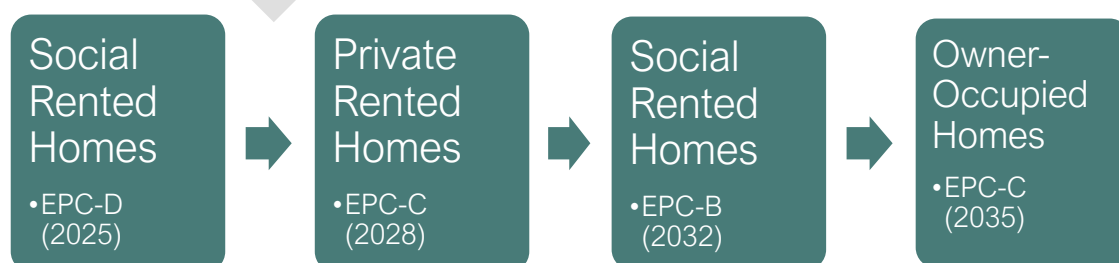 Social
Rented
Homes
•EPC-D
(2025)
Private
Rented
Homes
•EPC-C
(2028)
Social
Rented
Homes
•EPC-B
(2032)
Owner-
Occupied
Homes
•EPC-C
(2035)